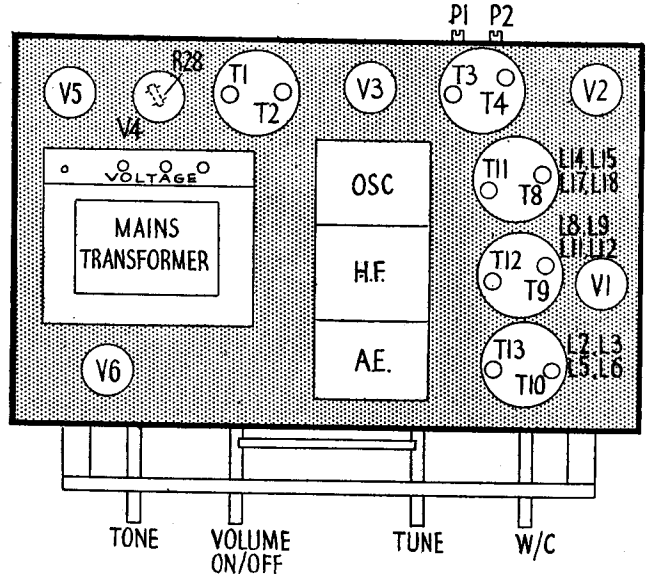 P1 P2
V5
R28
V4
T1
T2
V3
T3
T4
V2
VOLTAGE
MAINS
TRANSFORMER
OSC
H.F.
A.E.
T11
T8
L14,L15
L17,L18
T12
T9
L8,L9
L11,L12
V1
T13
T10
L2,L3
L5,L6
V6
TONE
VOLUME
ON/OFF
TUNE
W/C